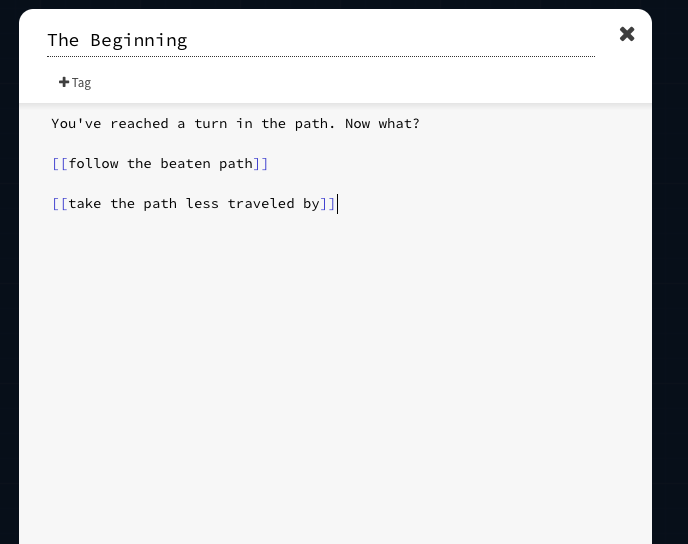 The Beginning
+ Tag
You've reached a turn in the path. Now what?
[[follow the beaten path]]
[[take the path less traveled by]]